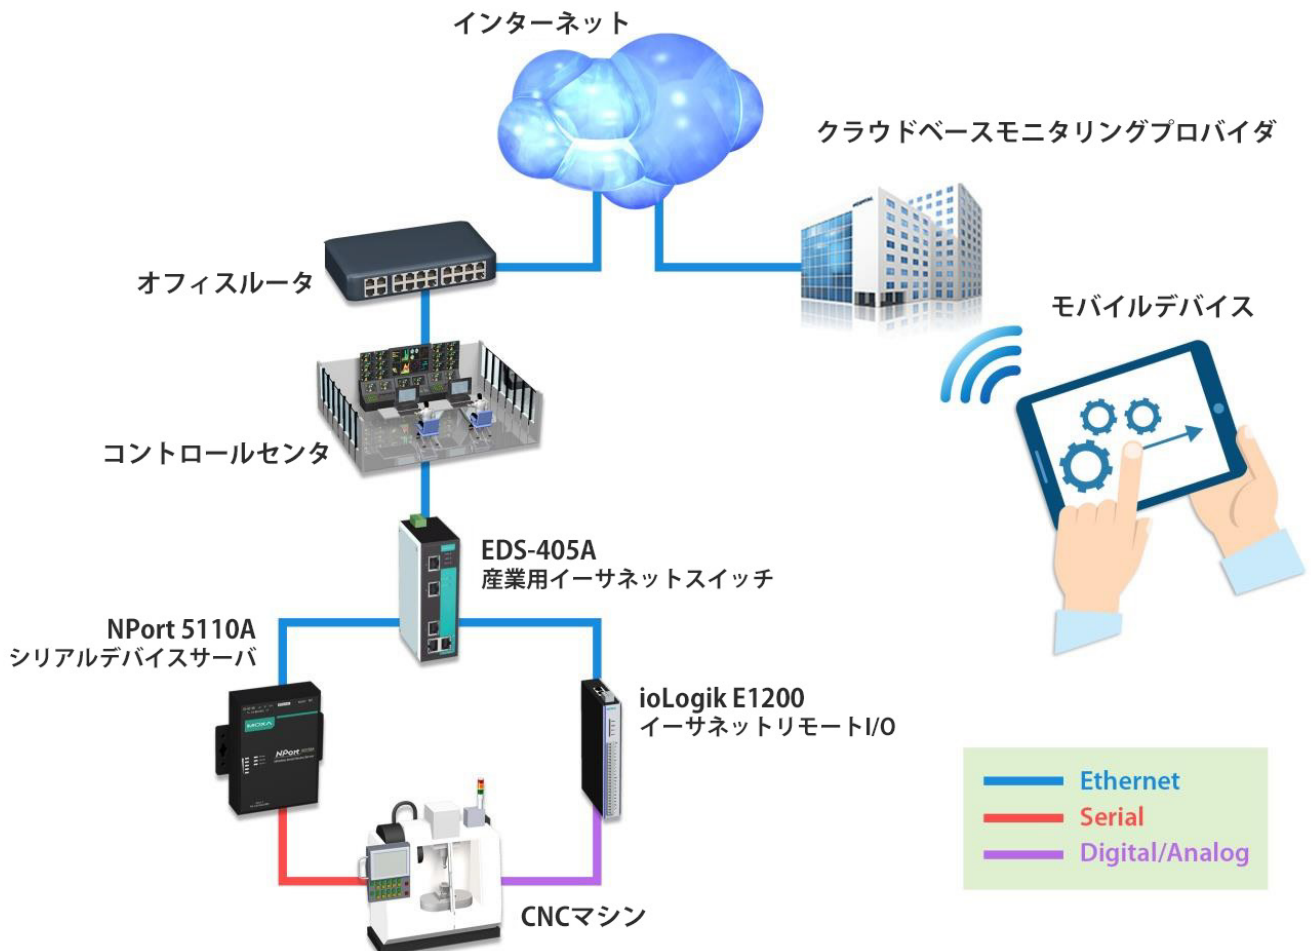 インターネット
クラウドベースモニタリングプロバイダ
オフィスルータ
モバイルデバイス
コントロールセンタ
EDS-405A
産業用イーサネットスイッチ
NPort 5110A
シリアルデバイスサーバ
ioLogik E1200
イーサネットリモートI/O
MOXA
NPort
Ethernet
Serial
Digital/Analog
CNCマシン